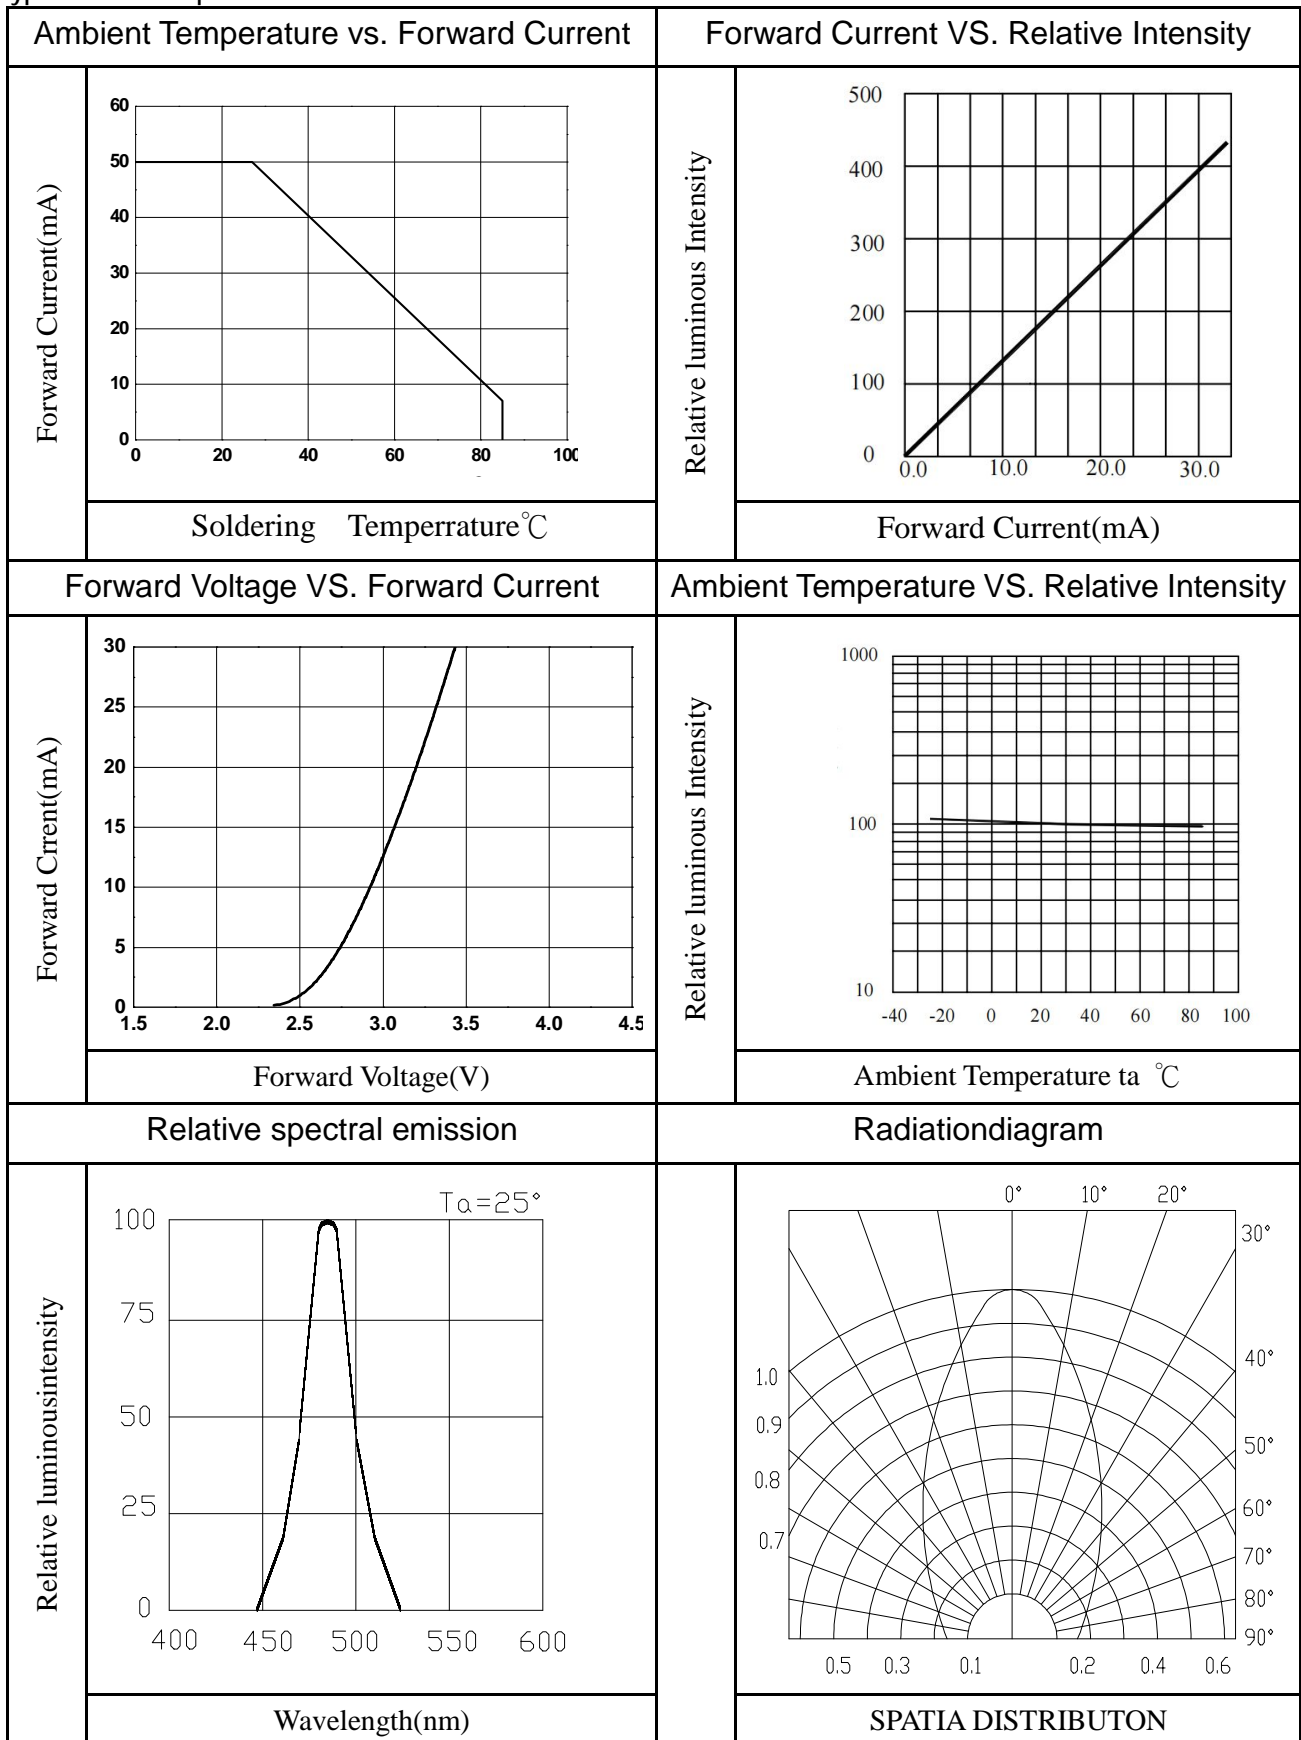 Ambient Temperature vs. Forward Current
Forward Current VS. Relative Intensity
Forward Current(mA)
60
50
40
30
20
10
0
0 20 40 60 80 100
Soldering Temperrature℃
Relative luminous Intensity
500
400
300
200
100
0
0.0 10.0 20.0 30.0
Forward Current(mA)
Forward Voltage VS. Forward Current
Ambient Temperature VS. Relative Intensity
Forward Crrent(mA)
30
25
20
15
10
5
0
1.5 2.0 2.5 3.0 3.5 4.0 4.5
Forward Voltage(V)
Relative luminous Intensity
1000
100
10
-40 -20 0 20 40 60 80 100
Ambient Temperature ta ℃
Relative spectral emission
Radiationdiagram
Relative luminousintensity
Ta=25°
100
75
50
25
0
400 450 500 550 600
Wavelength(nm)
0° 10° 20°
30°
40°
1.0
0.9
50°
0.8
60°
0.7
70°
80°
90°
0.5 0.3 0.1 0.2 0.4 0.6
SPATIA DISTRIBUTON